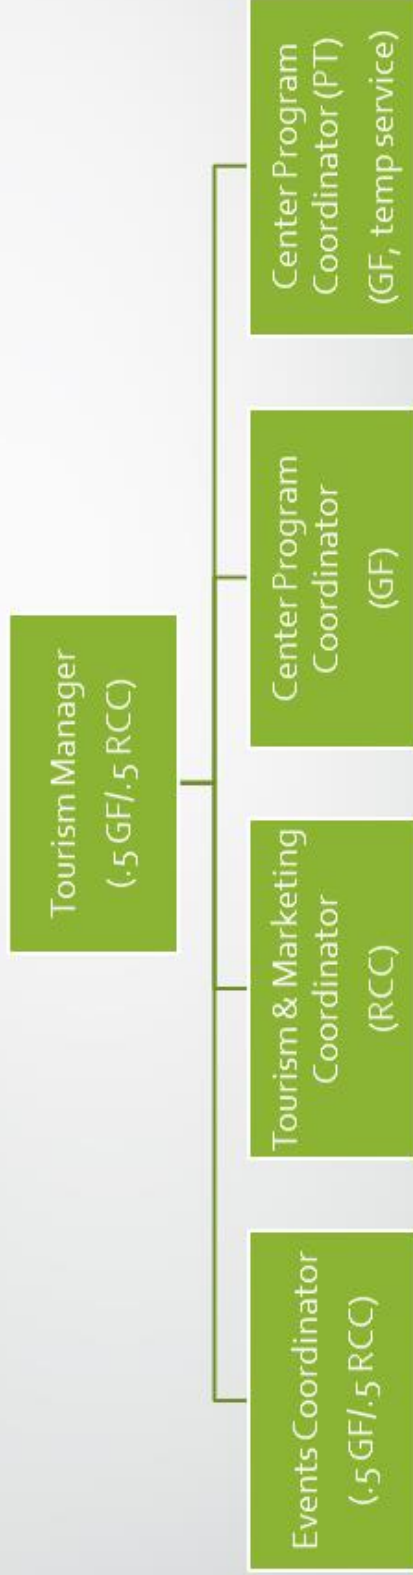 Tourism Manager
(.5 GF/.5 RCC)
Events Coordinator
(.5 GF/.5 RCC)
Tourism & Marketing
Coordinator
(RCC)
Center Program
Coordinator
(GF)
Center Program
Coordinator (PT)
(GF, temp service)